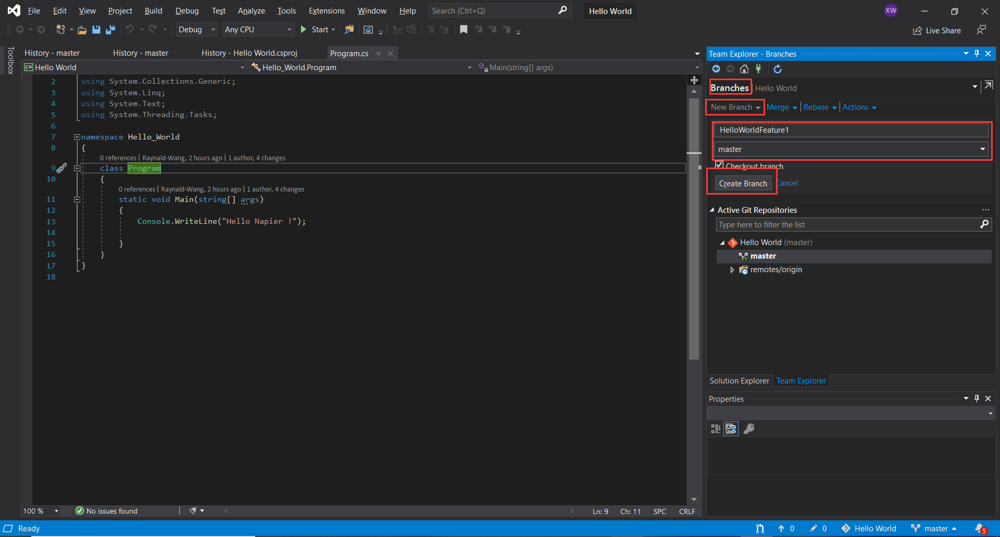 File Edit View Project Build Debug Test Analyze Tools Extensions Window Help Search (Ctrl+Q) Hello World XW
Debug Any CPU Start Live Share
Toolbox
History - master History - master History - Hello World.csproj Program.cs
C# Hello World Hello_World.Program Main(string[] args)
2 using System.Collections.Generic;
3 using System.Linq;
4 using System.Text;
5 using System.Threading.Tasks;
6
7 namespace Hello_World
8 {
0 references | Raynald-Wang, 2 hours ago | 1 author, 4 changes
9 class Program
10 {
0 references | Raynald-Wang, 2 hours ago | 1 author, 4 changes
11 static void Main(string[] args)
12 {
13 Console.WriteLine("Hello Napier !");
14
15 }
16 }
17 }
18
100 % No issues found Ln: 9 Ch: 11 SPC CRLF
Team Explorer - Branches
Branches Hello World
New Branch Merge Rebase Actions
HelloWorldFeature1
master
Checkout branch
Create Branch Cancel
Active Git Repositories ...
Type here to filter the list
Hello World (master)
master
remotes/origin
Solution Explorer Team Explorer
Properties
Ready 0 0 Hello World master 5